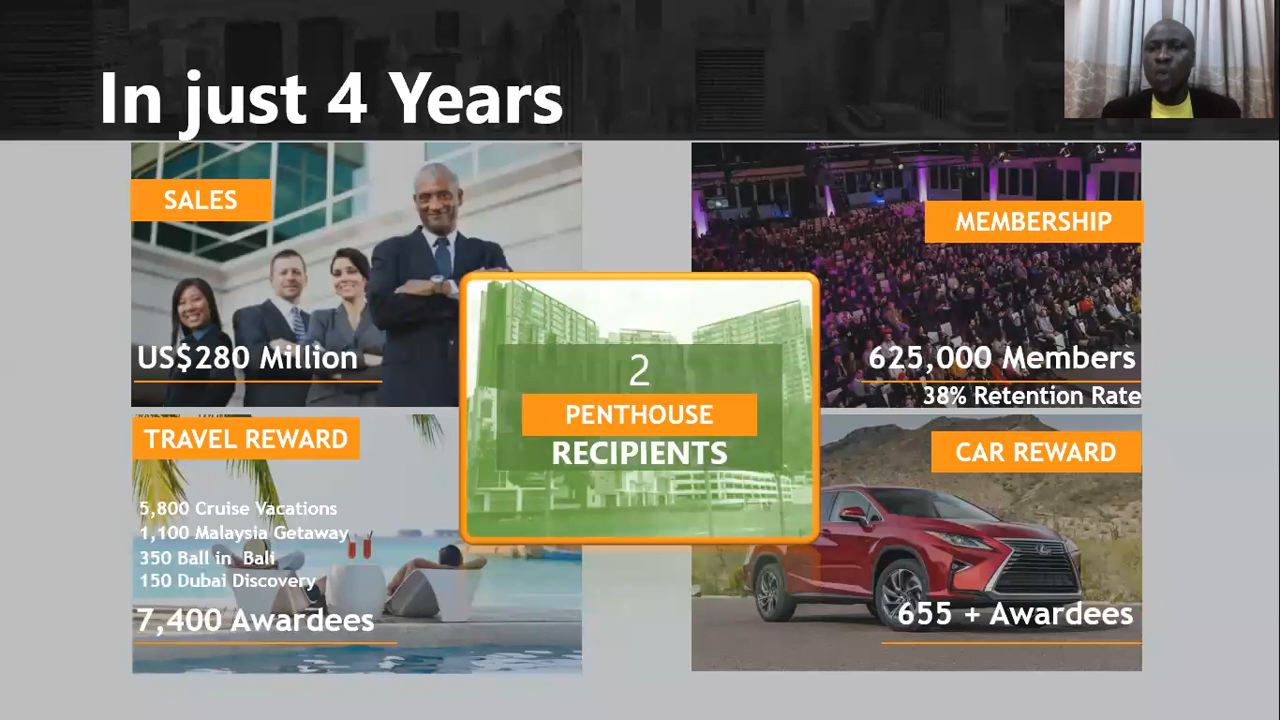 In just 4 Years
SALES
US$280 Million
MEMBERSHIP
625,000 Members
38% Retention Rate
2
PENTHOUSE
RECIPIENTS
TRAVEL REWARD
5,800 Cruise Vacations
1,100 Malaysia Getaway
350 Ball in Bali
150 Dubai Discovery
7,400 Awardees
CAR REWARD
655 + Awardees